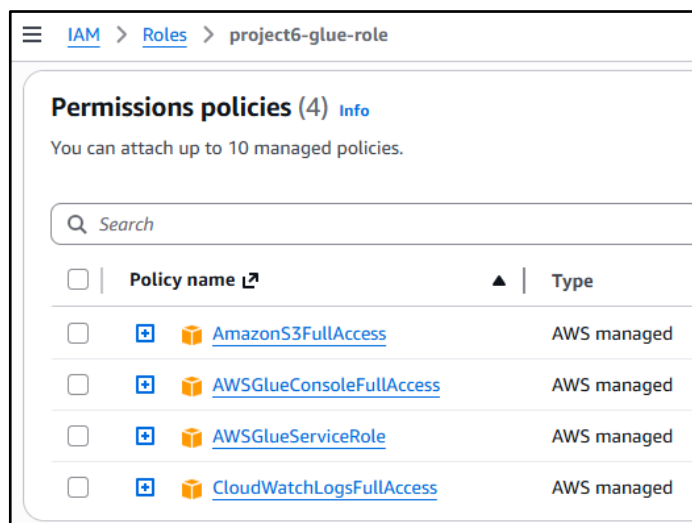 IAM > Roles > project6-glue-role
Permissions policies (4) Info
You can attach up to 10 managed policies.
Search
Policy name Type
AmazonS3FullAccess AWS managed
AWSGlueConsoleFullAccess AWS managed
AWSGlueServiceRole AWS managed
CloudWatchLogsFullAccess AWS managed